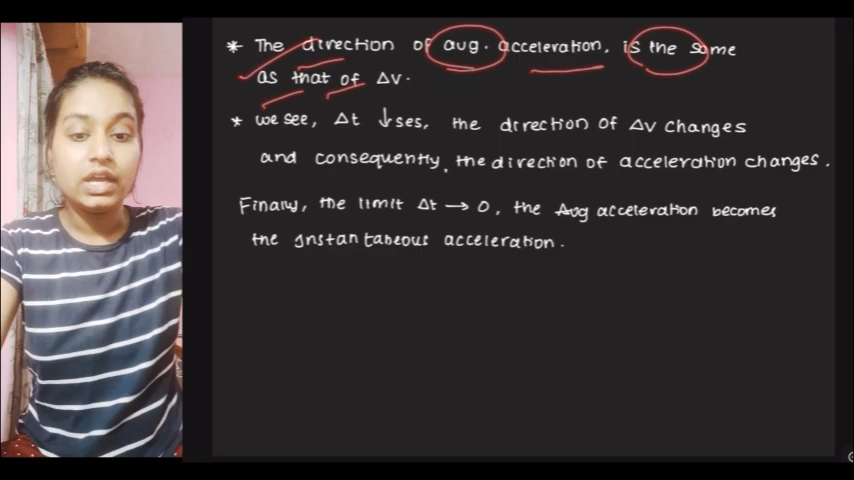 * The direction of avg. acceleration, is the same
as that of Δv.
* we see, Δt ↓ses, the direction of Δv changes
and consequently, the direction of acceleration changes.
Finally, the limit Δt → 0, the Avg acceleration becomes
the Instantaneous acceleration.